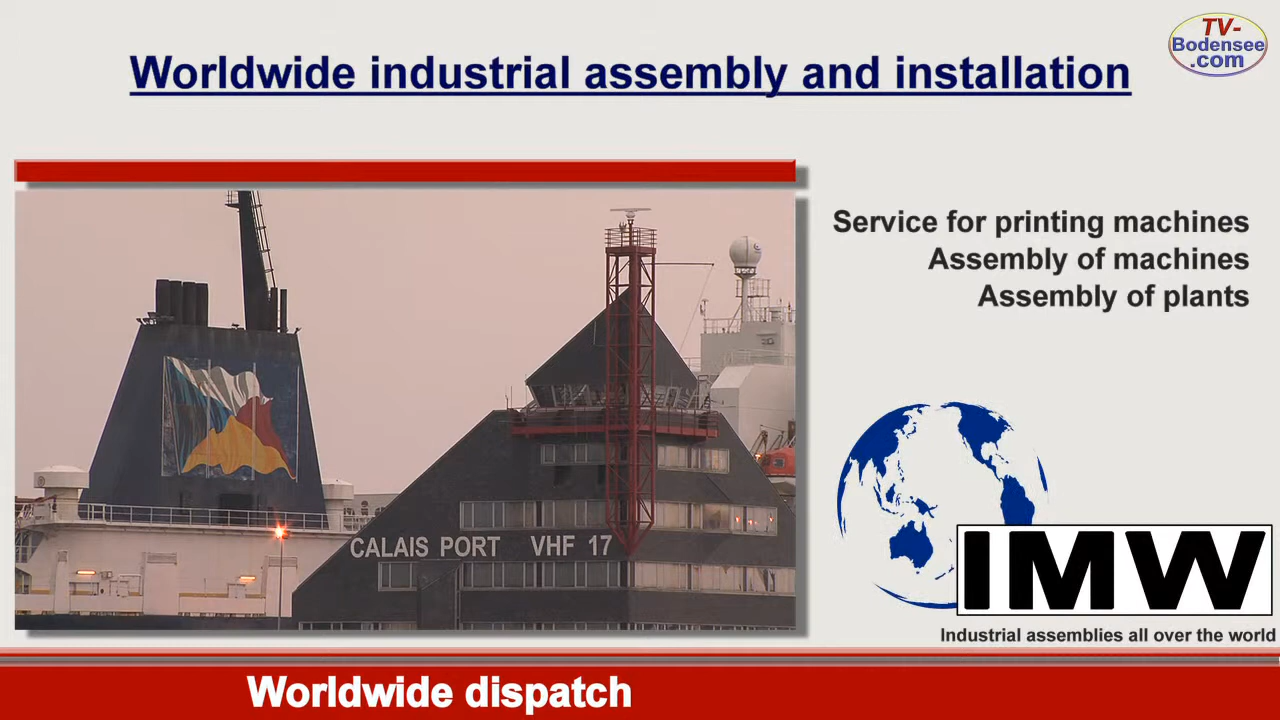 TV-
Bodensee
.com
Worldwide industrial assembly and installation
Service for printing machines
Assembly of machines
Assembly of plants
CALAIS PORT VHF 17
IMW
Industrial assemblies all over the world
Worldwide dispatch